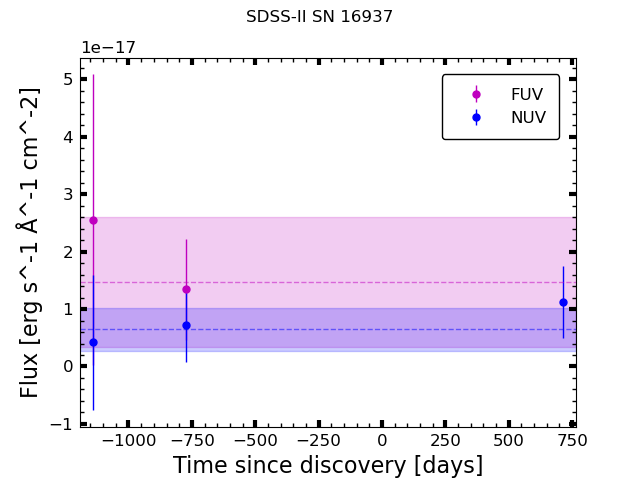 SDSS-II SN 16937
1e−17
FUV
NUV
5
4
3
2
1
0
−1
Flux [erg s^-1 Å^-1 cm^-2]
−1000 −750 −500 −250 0 250 500 750
Time since discovery [days]